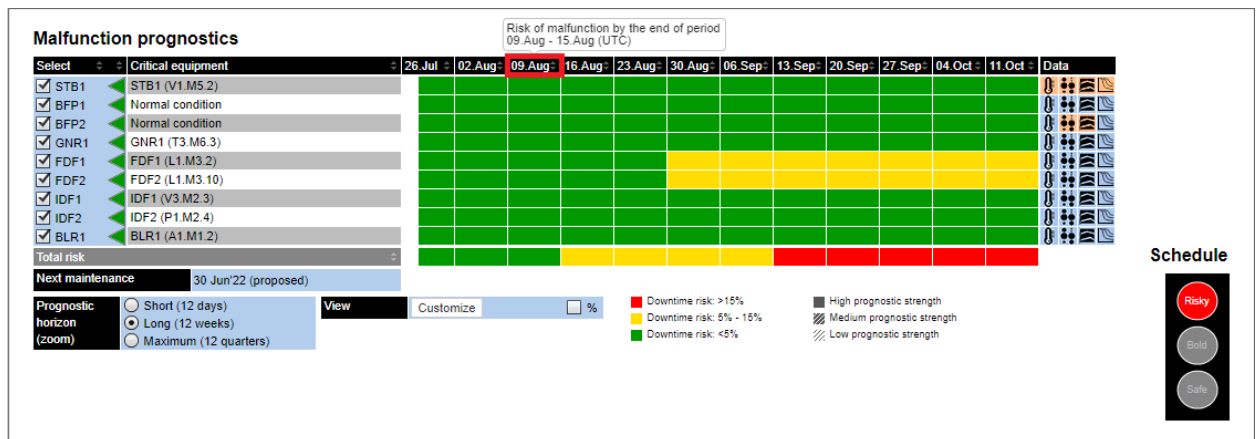 Risk of malfunction by the end of period
09.Aug - 15.Aug (UTC)
Malfunction prognostics
Select Critical equipment 26.Jul 02.Aug 09.Aug 16.Aug 23.Aug 30.Aug 06.Sep 13.Sep 20.Sep 27.Sep 04.Oct 11.Oct Data
STB1 STB1 (V1.M5.2)
BFP1 Normal condition
BFP2 Normal condition
GNR1 GNR1 (T3.M6.3)
FDF1 FDF1 (L1.M3.2)
FDF2 FDF2 (L1.M3.10)
IDF1 IDF1 (V3.M2.3)
IDF2 IDF2 (P1.M2.4)
BLR1 BLR1 (A1.M1.2)
Total risk
Next maintenance 30 Jun'22 (proposed)
Prognostic
horizon
(zoom)
Short (12 days)
Long (12 weeks)
Maximum (12 quarters)
View Customize %
Downtime risk: >15%
Downtime risk: 5% - 15%
Downtime risk: <5%
High prognostic strength
Medium prognostic strength
Low prognostic strength
Schedule
Risky
Bold
Safe